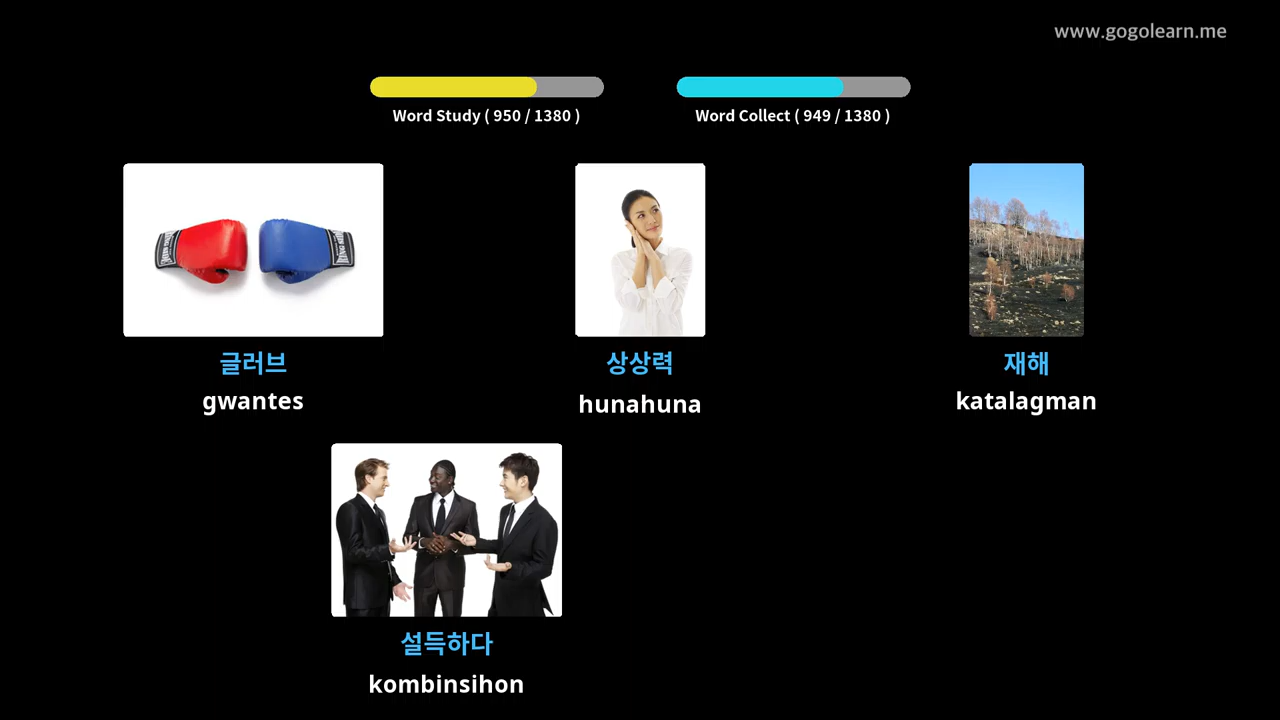 www.gogolearn.me
Word Study ( 950 / 1380 )
Word Collect ( 949 / 1380 )
글러브
gwantes
상상력
hunahuna
재해
katalagman
설득하다
kombinsihon